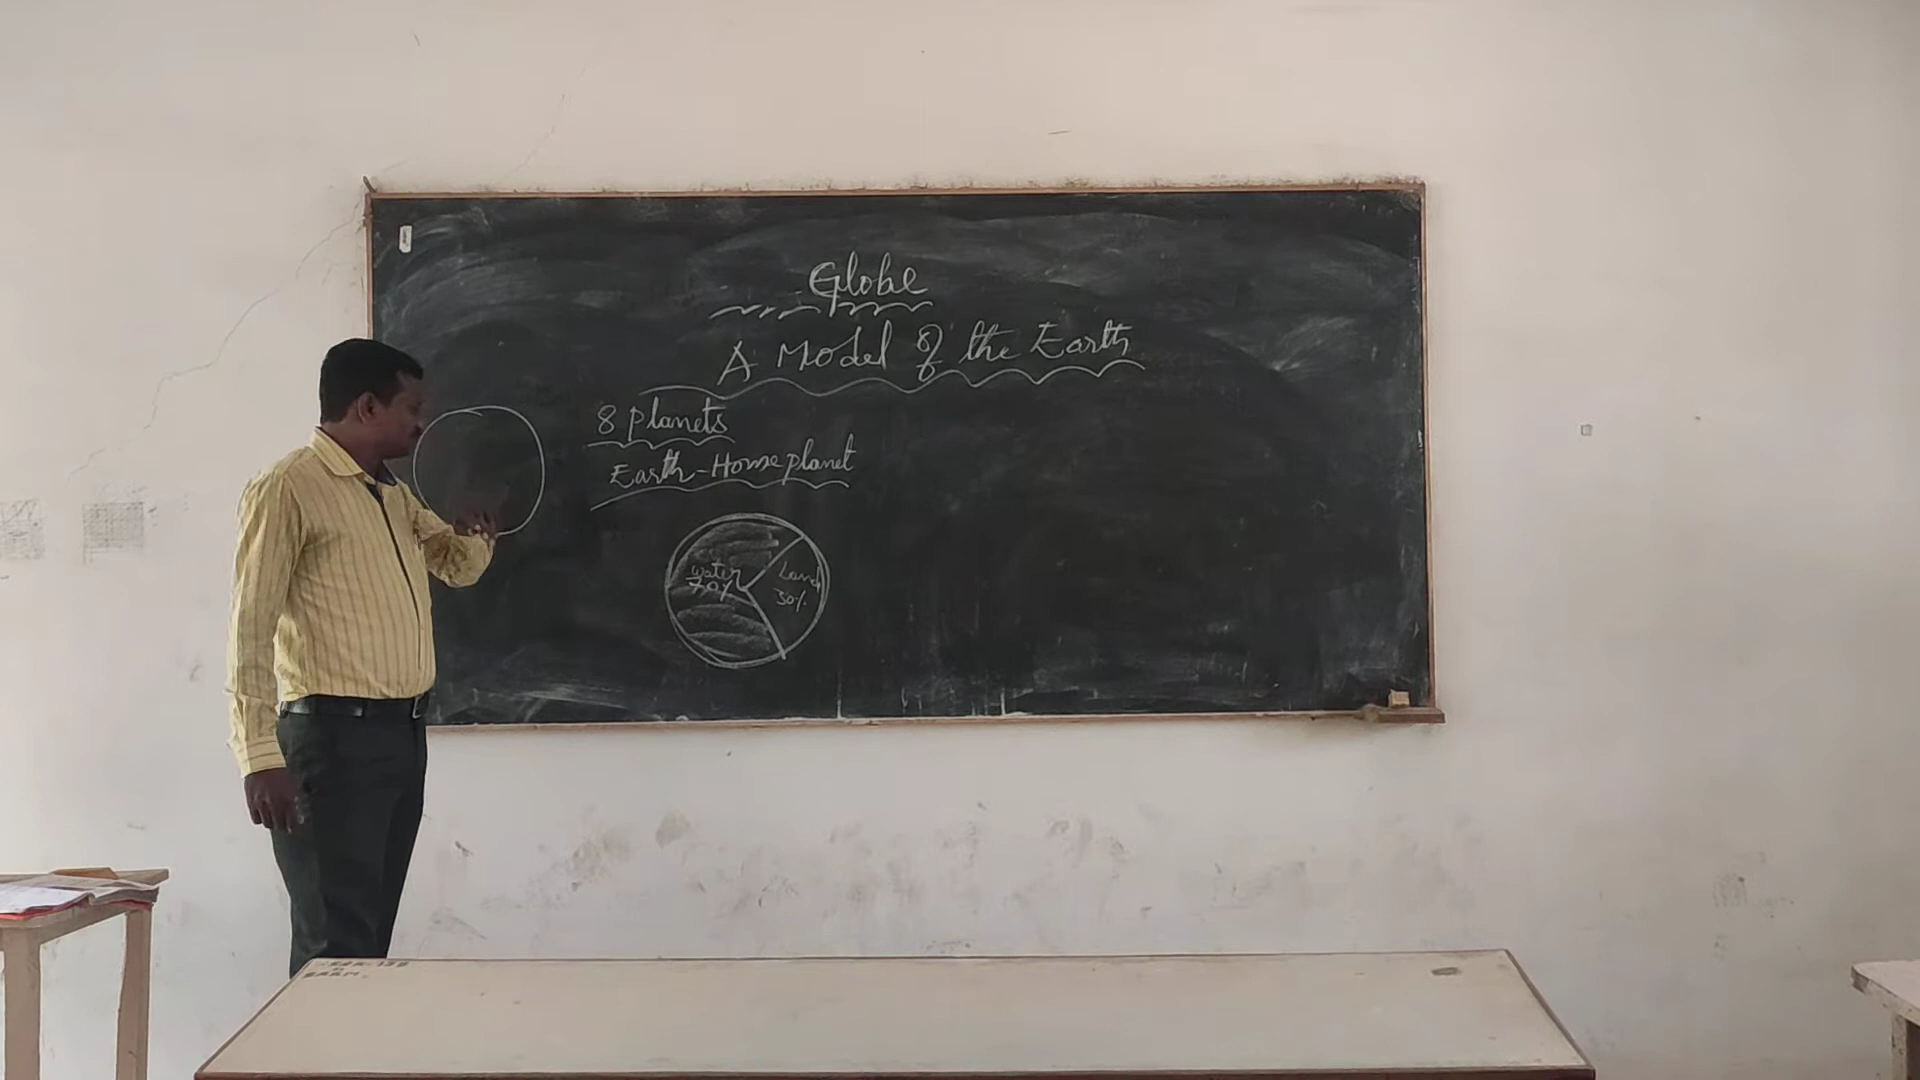 Globe
A Model of the Earth
8 planets
Earth-Home planet
water
70%
Land
30%